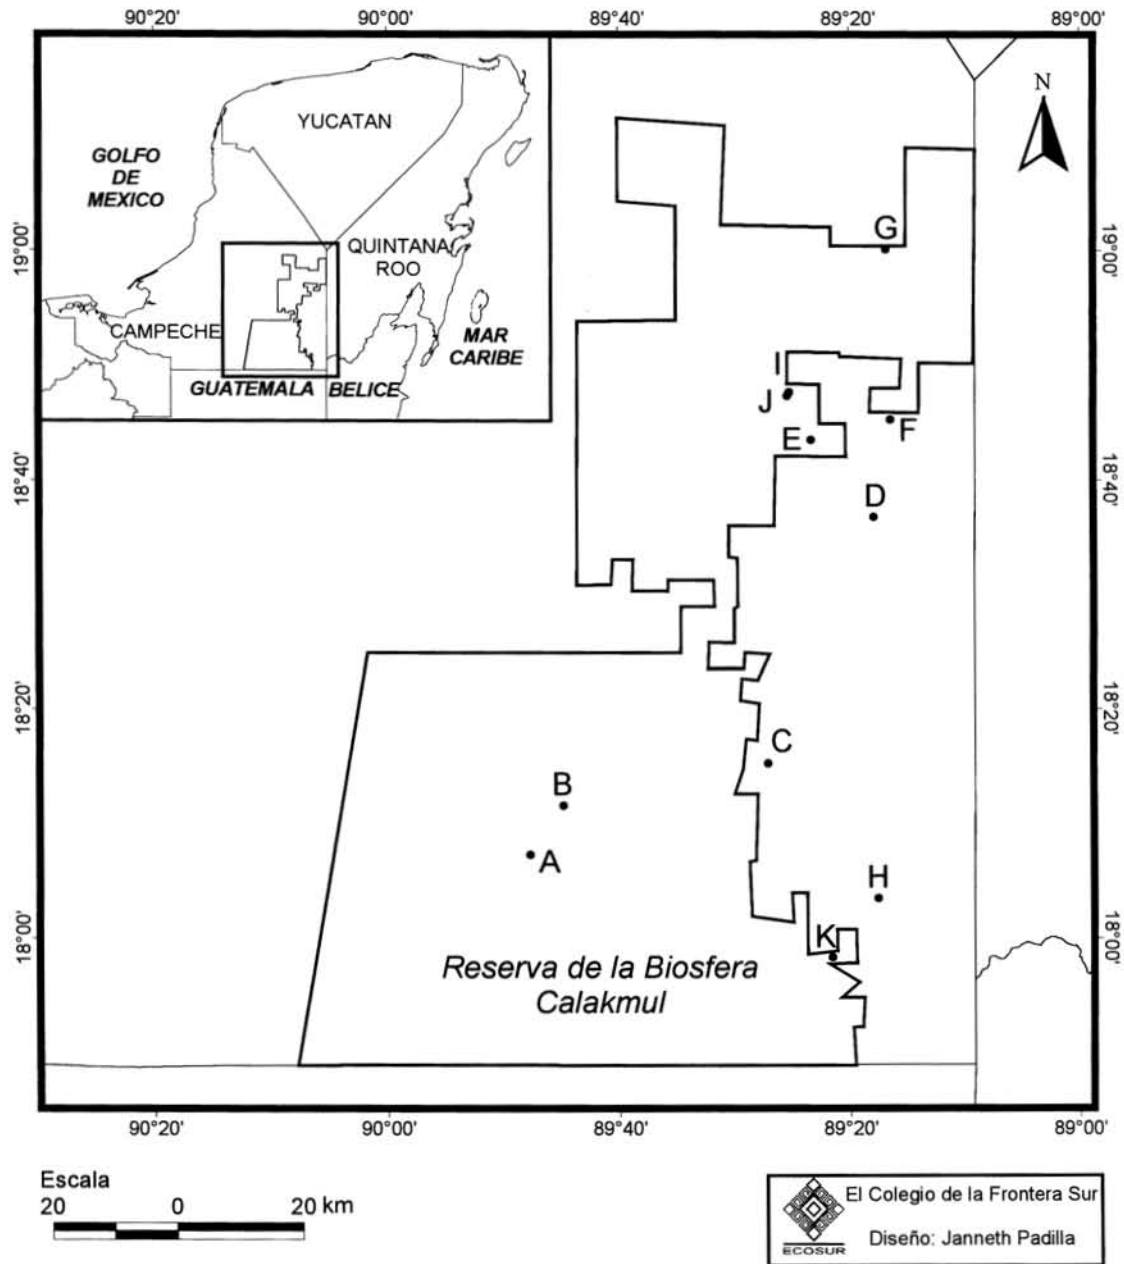 90°20' 90°00' 89°40' 89°20' 89°00'
YUCATAN
GOLFO
DE
MEXICO
QUINTANA
ROO
CAMPECHE
MAR
CARIBE
GUATEMALA BELICE
N
19°00'
19°00'
G
I
J
E
F
18°40'
18°40'
D
18°20'
18°20'
C
B
A
H
18°00'
18°00'
K
Reserva de la Biosfera
Calakmul
90°20' 90°00' 89°40' 89°20' 89°00'
Escala
20 0 20 km
El Colegio de la Frontera Sur
Diseño: Janneth Padilla
ECOSUR